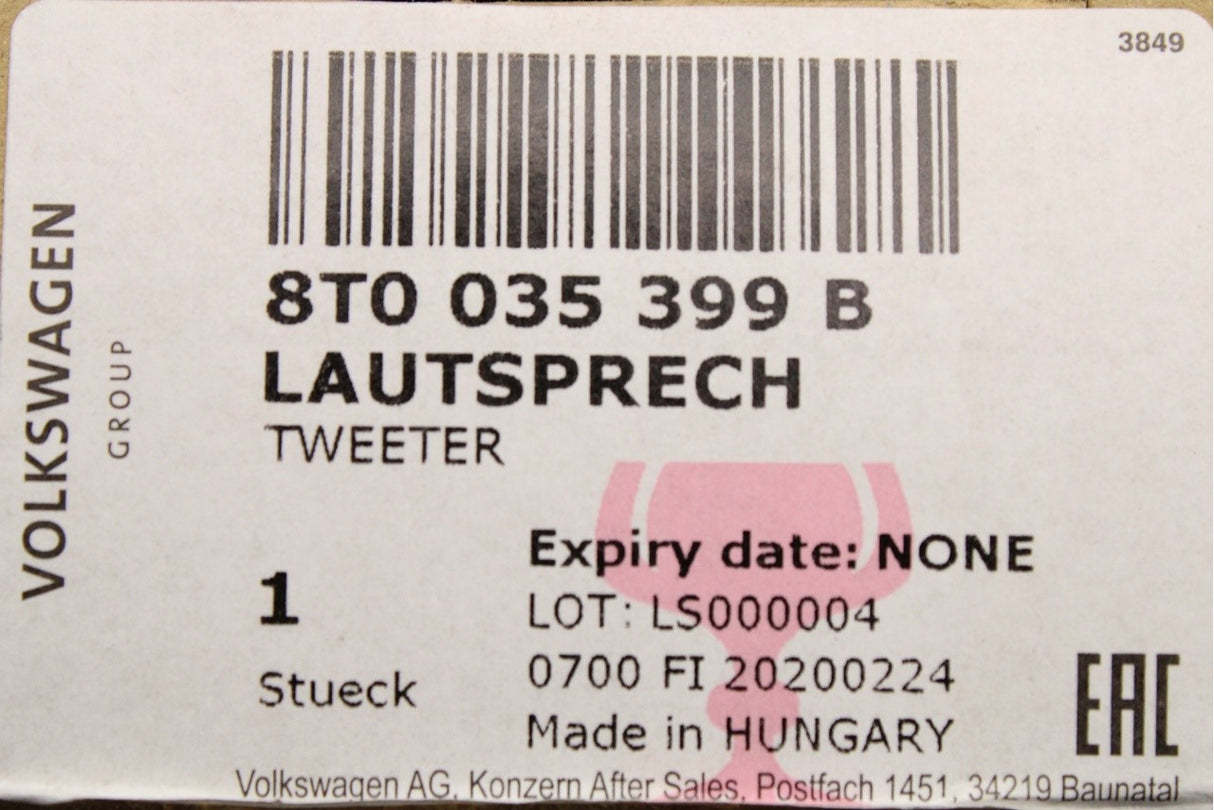 3849
VOLKSWAGEN
GROUP
8T0 035 399 B
LAUTSPRECH
TWEETER
1
Stueck
Expiry date: NONE
LOT: LS000004
0700 FI 20200224
Made in HUNGARY
EAC
Volkswagen AG, Konzern After Sales, Postfach 1451, 34219 Baunatal